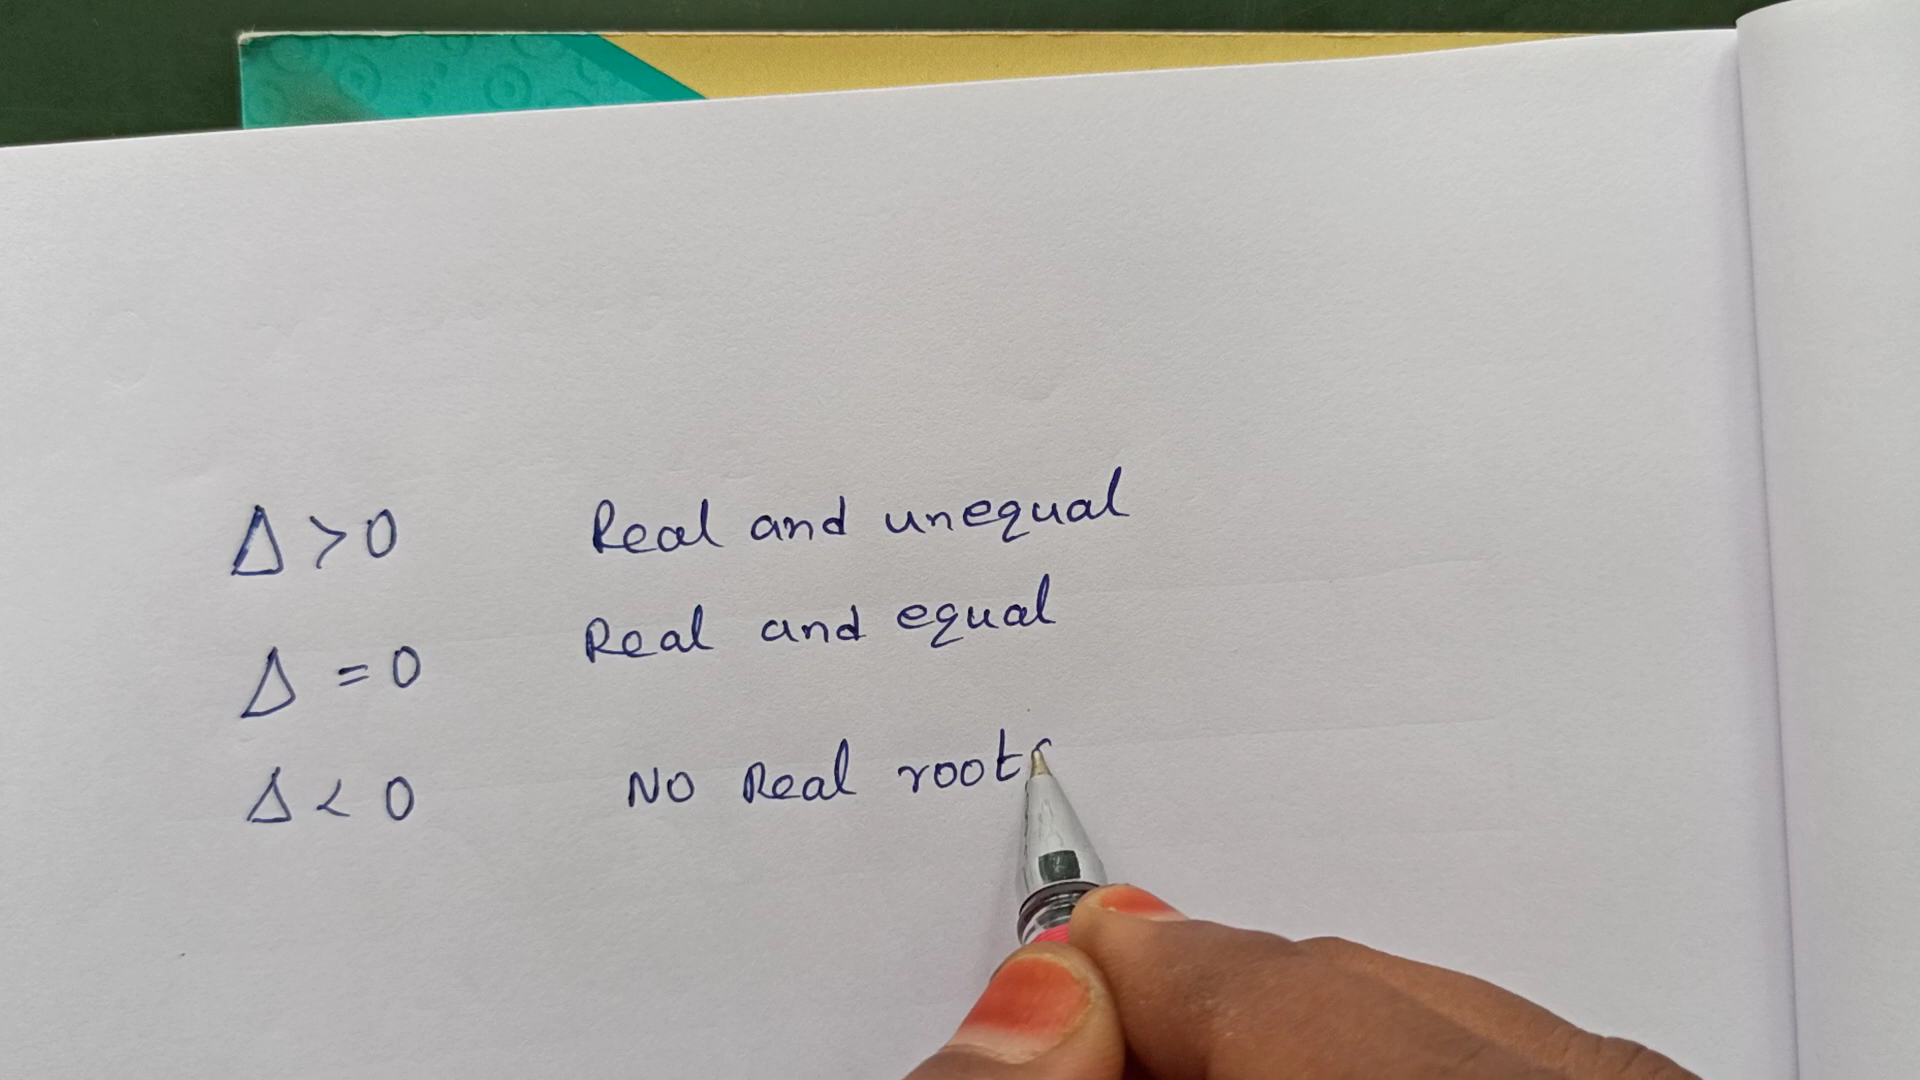 Δ > 0 Real and unequal
Δ = 0 Real and equal
Δ < 0 No Real roots